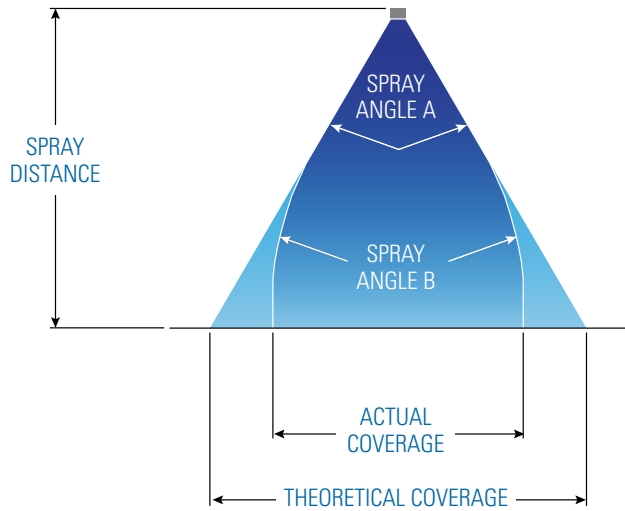 SPRAY
ANGLE A
SPRAY
DISTANCE
SPRAY
ANGLE B
ACTUAL
COVERAGE
THEORETICAL COVERAGE